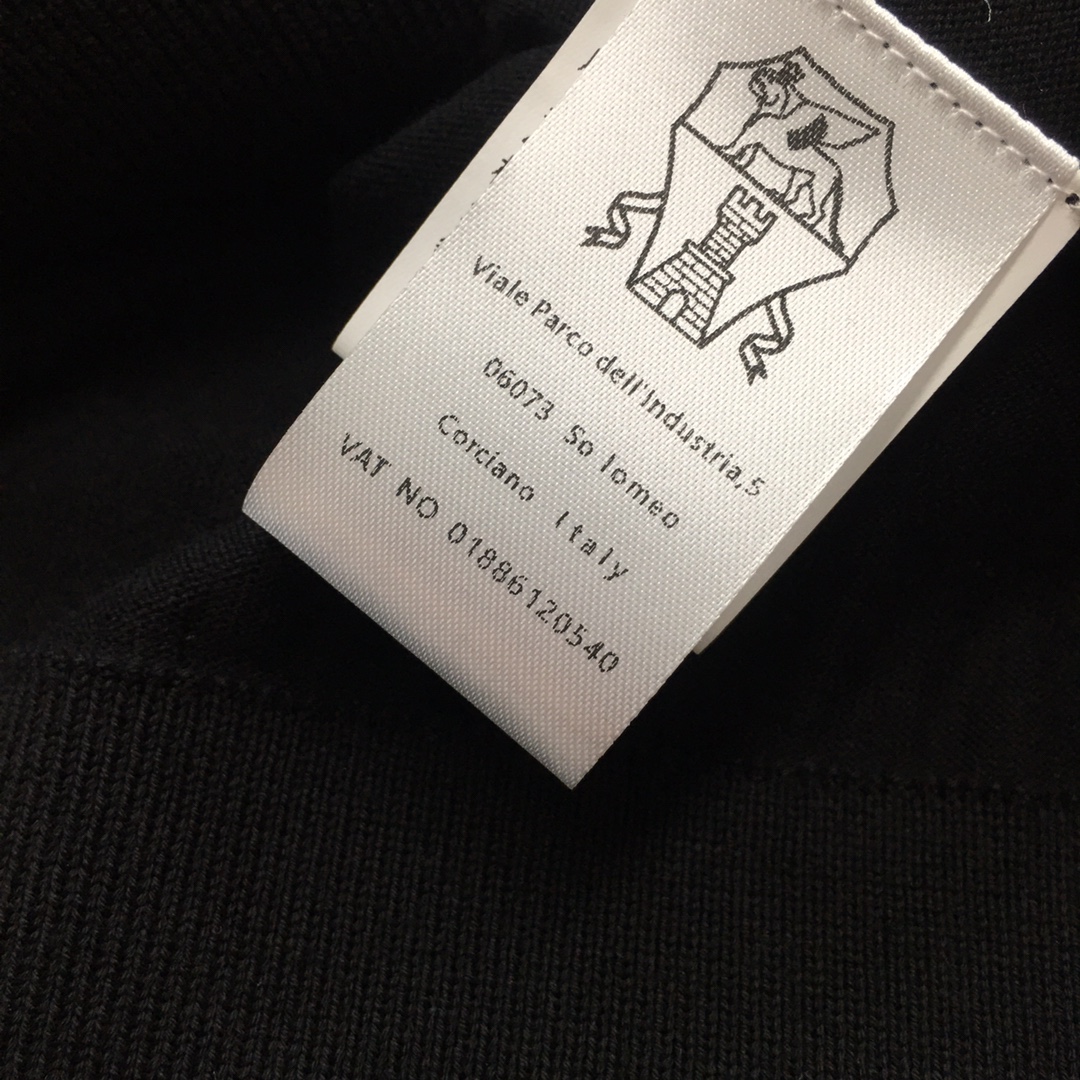 Viale Parco dell'Industria,5
06073 So lomeo
Corciano Italy
VAT NO 01886120540